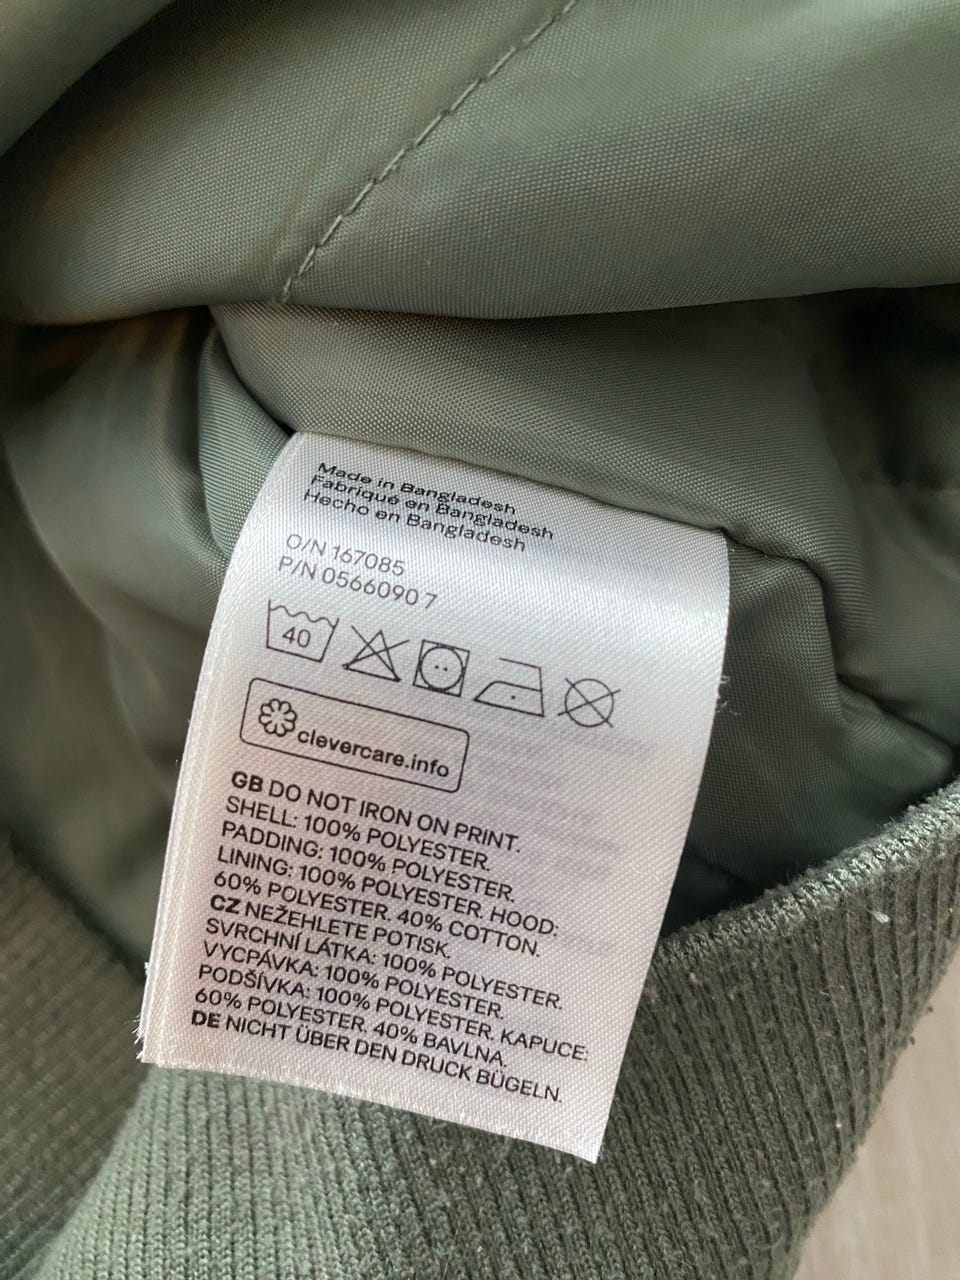 Made in Bangladesh
Fabriqué en Bangladesh
Hecho en Bangladesh
O/N 167085
P/N 0566090 7
40
clevercare.info
GB DO NOT IRON ON PRINT.
SHELL: 100% POLYESTER.
PADDING: 100% POLYESTER.
LINING: 100% POLYESTER. HOOD:
60% POLYESTER. 40% COTTON.
CZ NEŽEHLETE POTISK.
SVRCHNÍ LÁTKA: 100% POLYESTER.
VYCPÁVKA: 100% POLYESTER.
PODŠÍVKA: 100% POLYESTER. KAPUCE:
60% POLYESTER. 40% BAVLNA.
DE NICHT ÜBER DEN DRUCK BÜGELN.